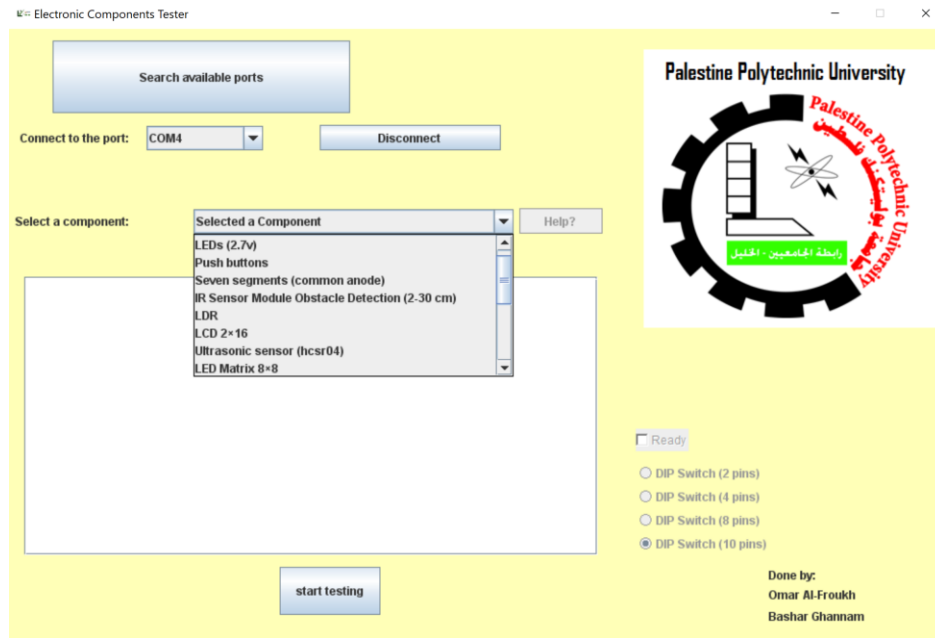 Electronic Components Tester
Search available ports
Connect to the port:
COM4
Disconnect
Select a component:
Selected a Component
Help?
LEDs (2.7v)
Push buttons
Seven segments (common anode)
IR Sensor Module Obstacle Detection (2-30 cm)
LDR
LCD 2×16
Ultrasonic sensor (hcsr04)
LED Matrix 8×8
start testing
Palestine Polytechnic University
Palestine Polytechnic University
جامعة بوليتكنك فلسطين
رابطة الجامعيين - الخليل
Ready
DIP Switch (2 pins)
DIP Switch (4 pins)
DIP Switch (8 pins)
DIP Switch (10 pins)
Done by:
Omar Al-Froukh
Bashar Ghannam